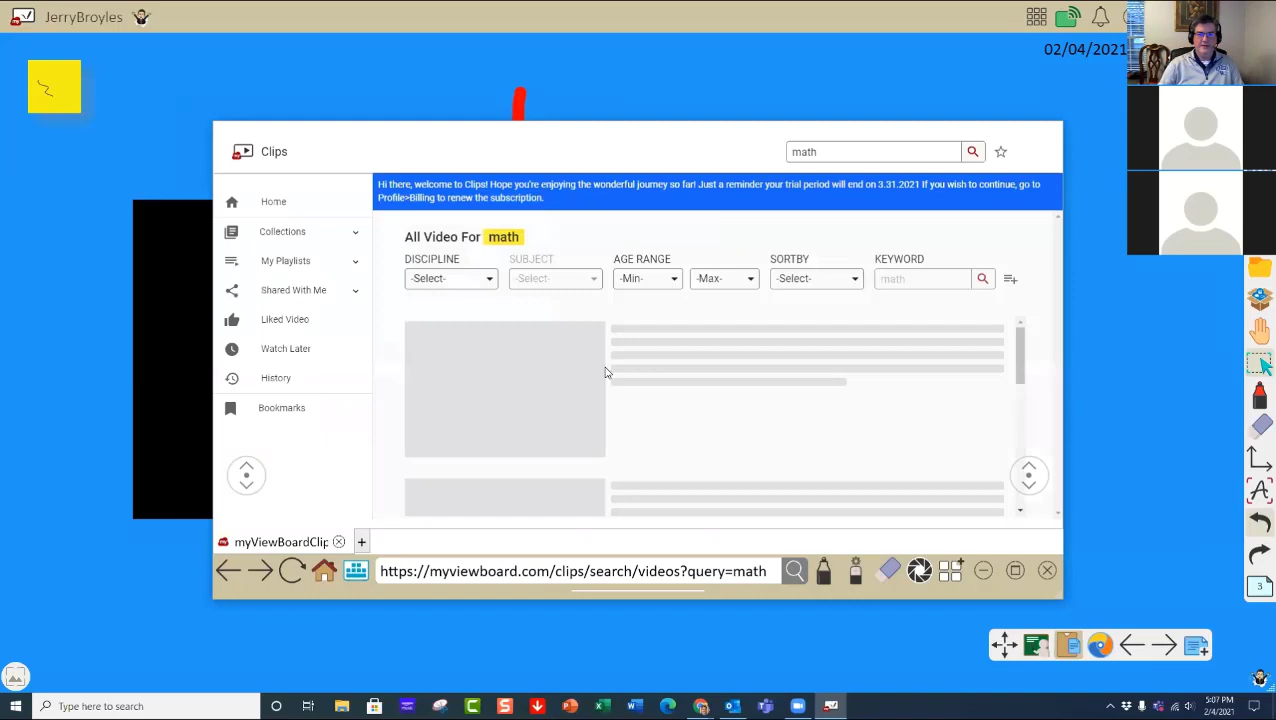 JerryBroyles
02/04/2021
Clips
math
Hi there, welcome to Clips! Hope you're enjoying the wonderful journey so far! Just a reminder your trial period will end on 3.31.2021 If you wish to continue, go to
Profile>Billing to renew the subscription.
Home
Collections
My Playlists
Shared With Me
Liked Video
Watch Later
History
Bookmarks
All Video For math
DISCIPLINE SUBJECT AGE RANGE SORTBY KEYWORD
-Select- -Select- -Min- -Max- -Select- math
myViewBoardClip
https://myviewboard.com/clips/search/videos?query=math
3
Type here to search
5:07 PM
2/4/2021